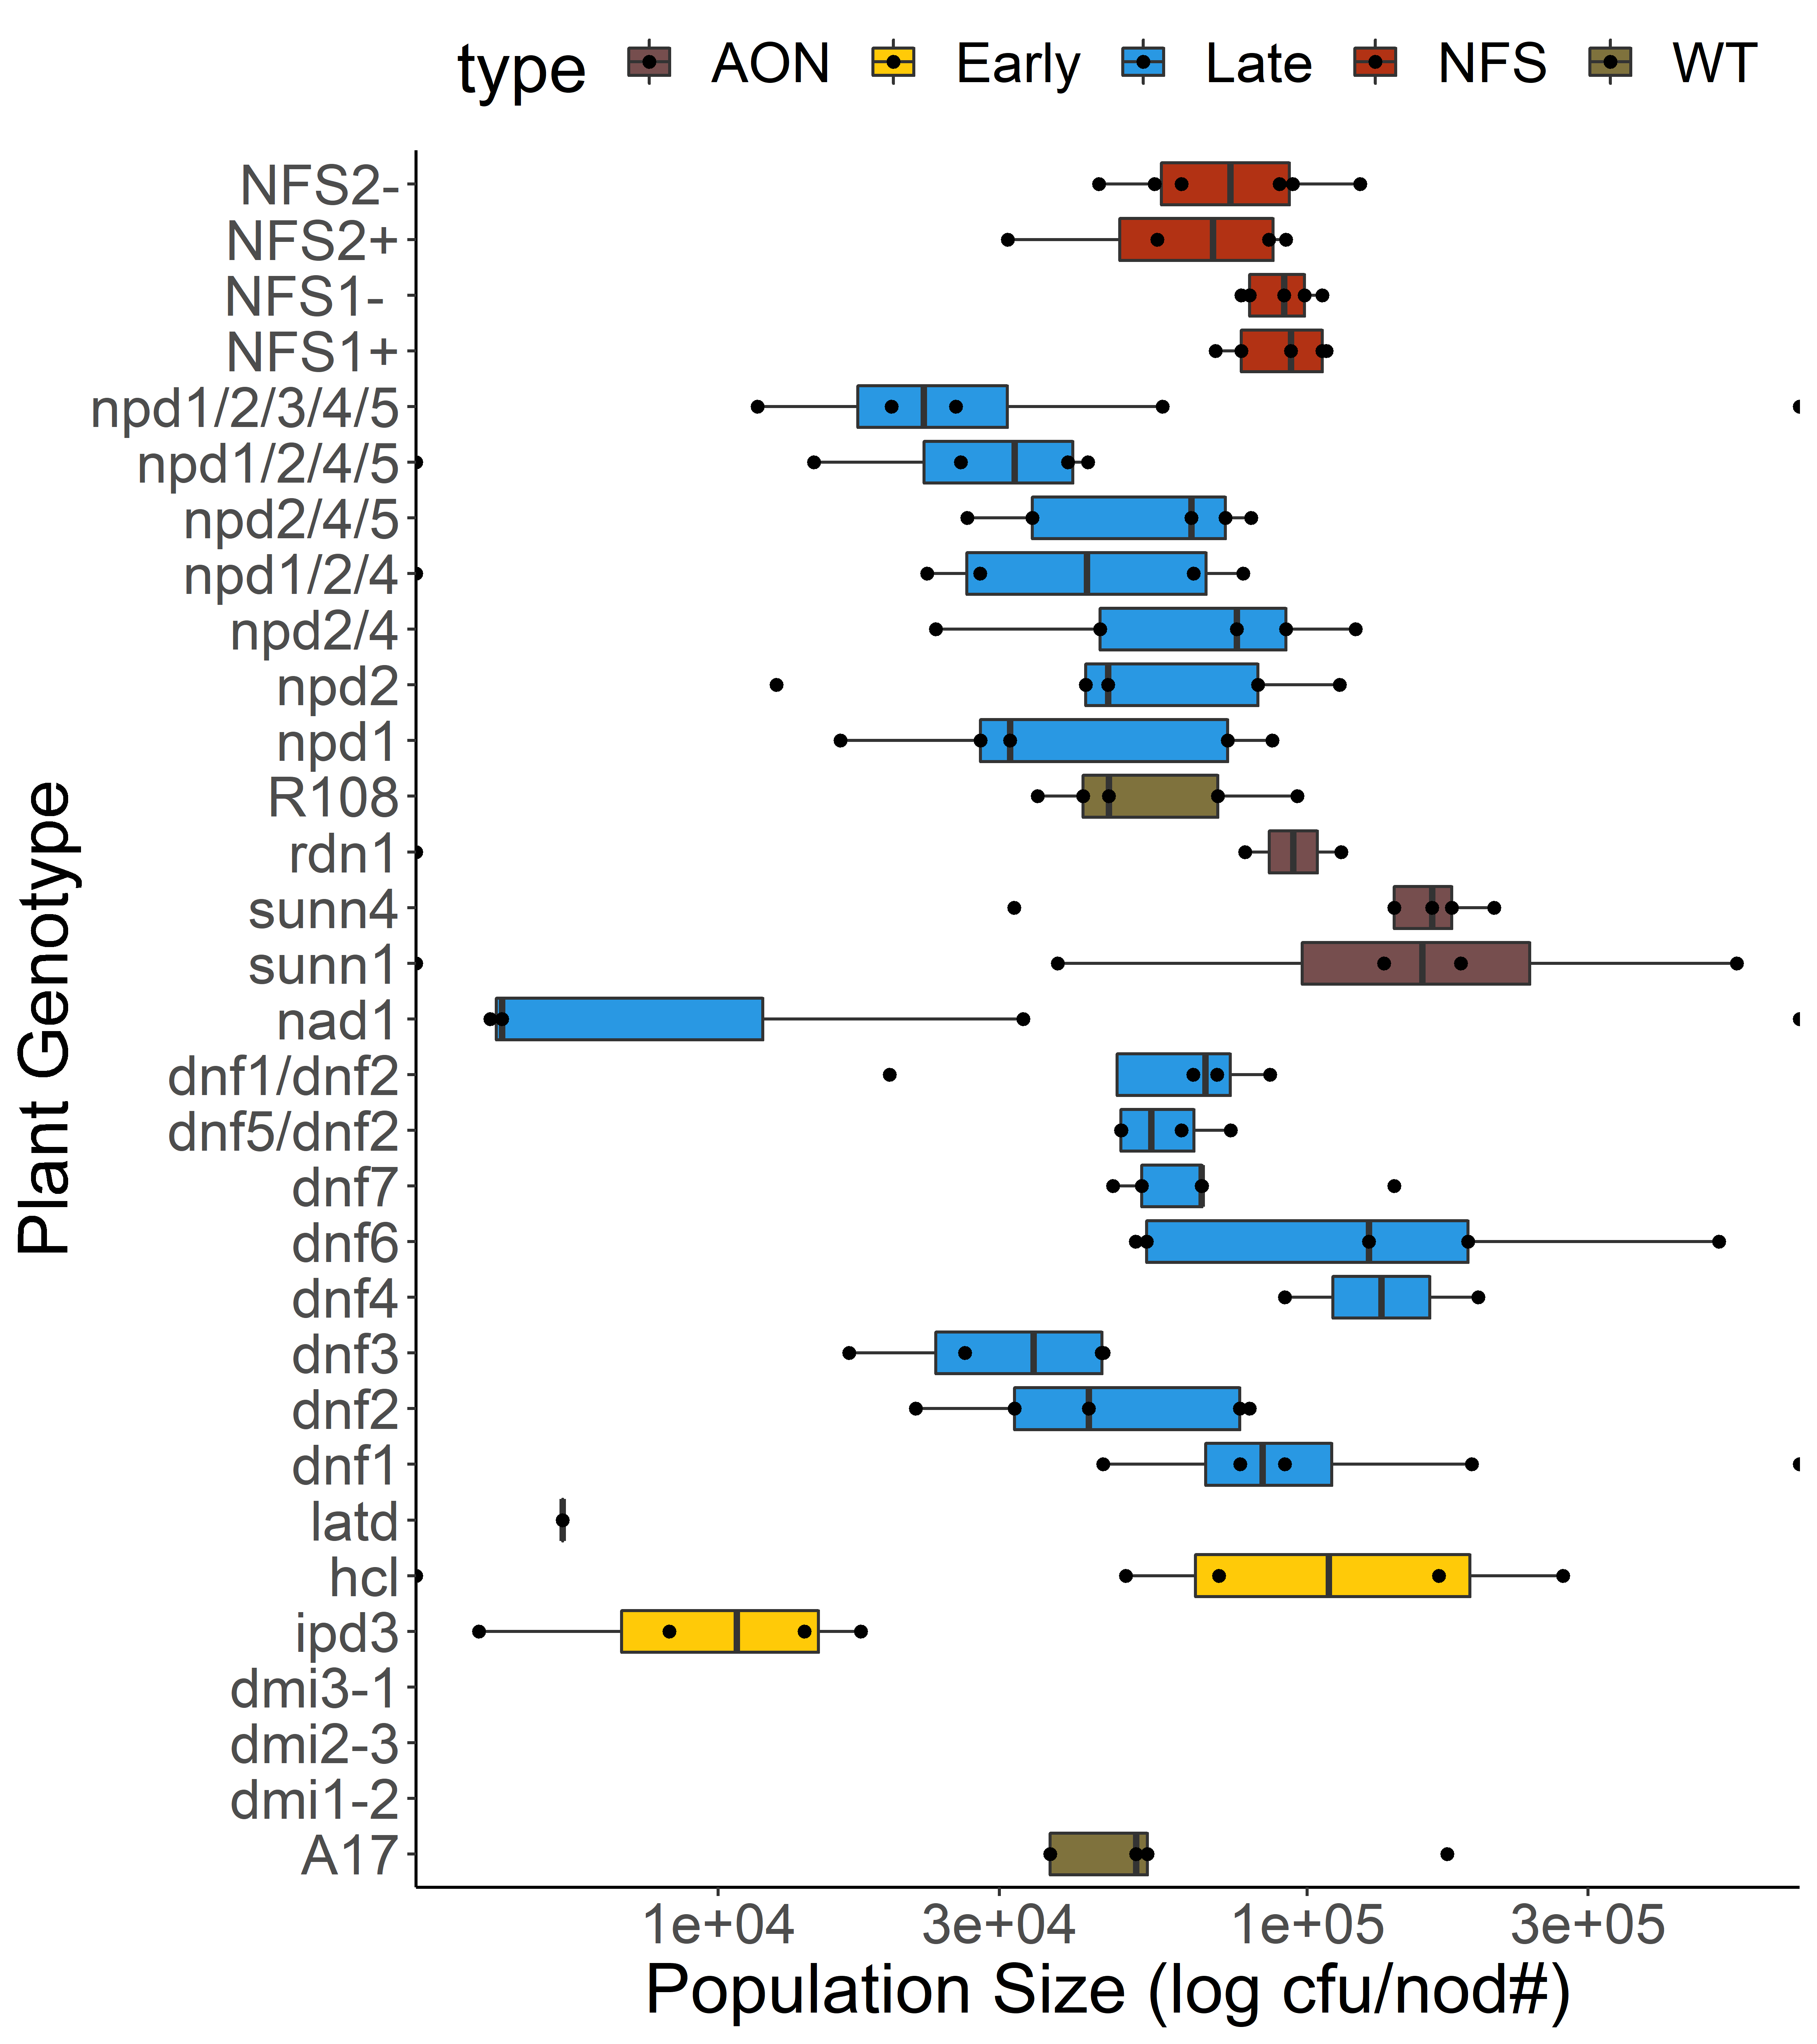 type AON Early Late NFS WT
NFS2-
NFS2+
NFS1-
NFS1+
npd1/2/3/4/5
npd1/2/4/5
npd2/4/5
npd1/2/4
npd2/4
npd2
npd1
R108
rdn1
sunn4
sunn1
nad1
dnf1/dnf2
dnf5/dnf2
dnf7
dnf6
dnf4
dnf3
dnf2
dnf1
latd
hcl
ipd3
dmi3-1
dmi2-3
dmi1-2
A17
Plant Genotype
1e+04 3e+04 1e+05 3e+05
Population Size (log cfu/nod#)